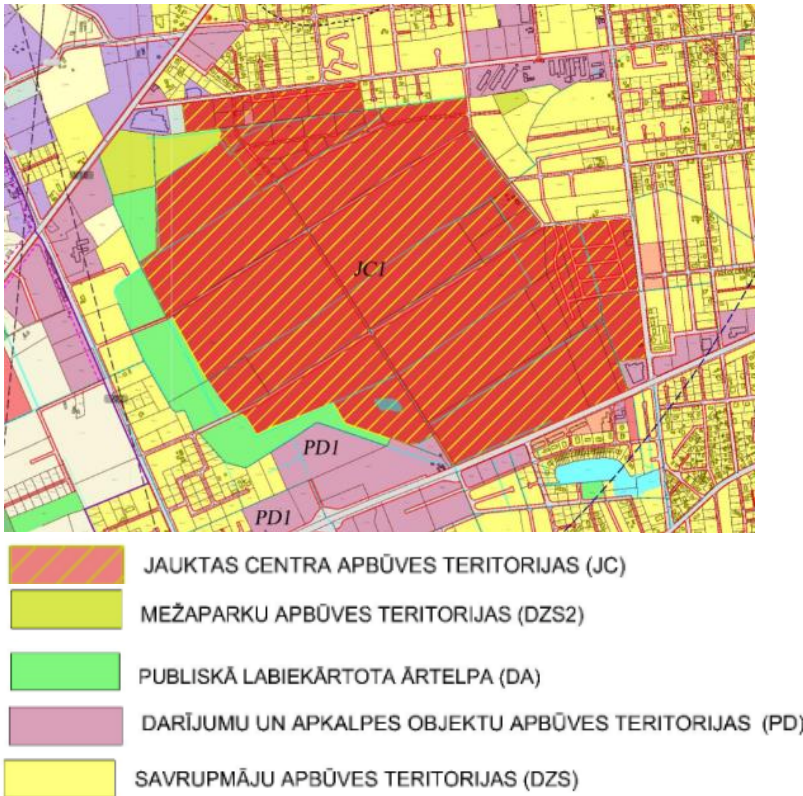 JC1
PD1
PD1
JAUKTAS CENTRA APBŪVES TERITORIJAS (JC)
MEŽAPARKU APBŪVES TERITORIJAS (DZS2)
PUBLISKĀ LABIEKĀRTOTA ĀRTELPA (DA)
DARĪJUMU UN APKALPES OBJEKTU APBŪVES TERITORIJAS (PD)
SAVRUPMĀJU APBŪVES TERITORIJAS (DZS)